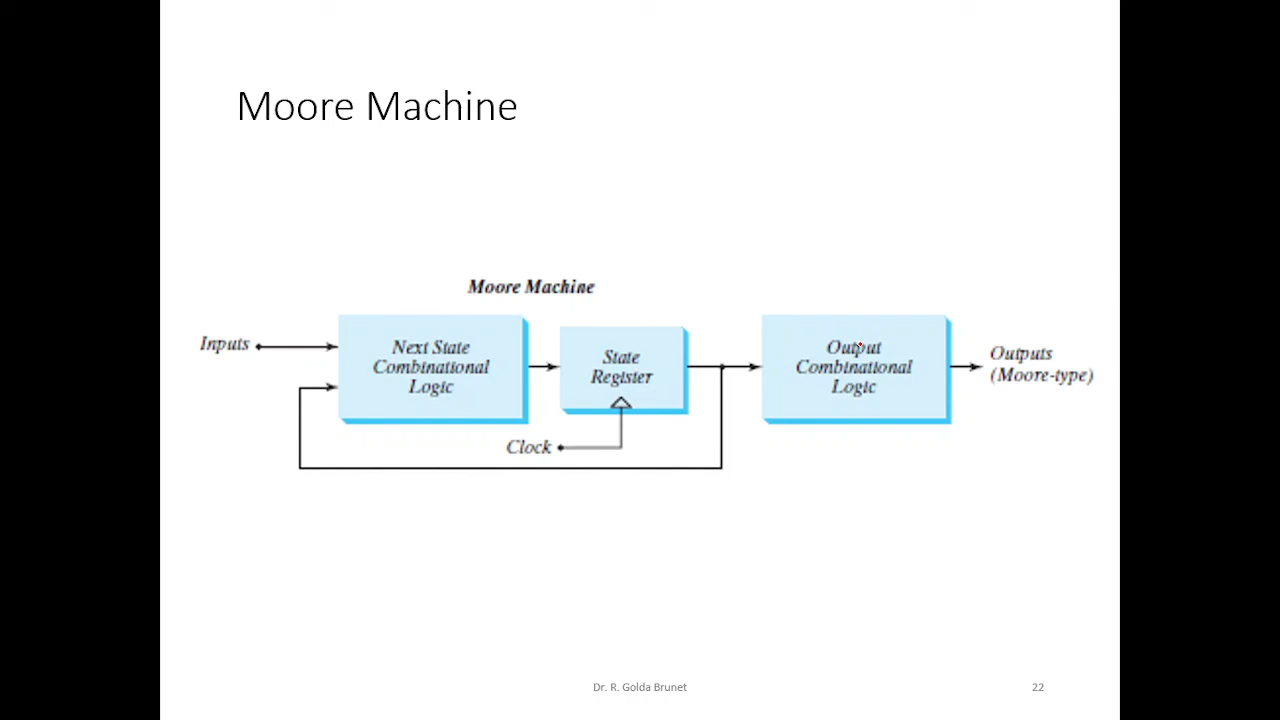 Moore Machine
Moore Machine
Inputs
Next State
Combinational
Logic
State
Register
Clock
Output
Combinational
Logic
Outputs
(Moore-type)
Dr. R. Golda Brunet
22